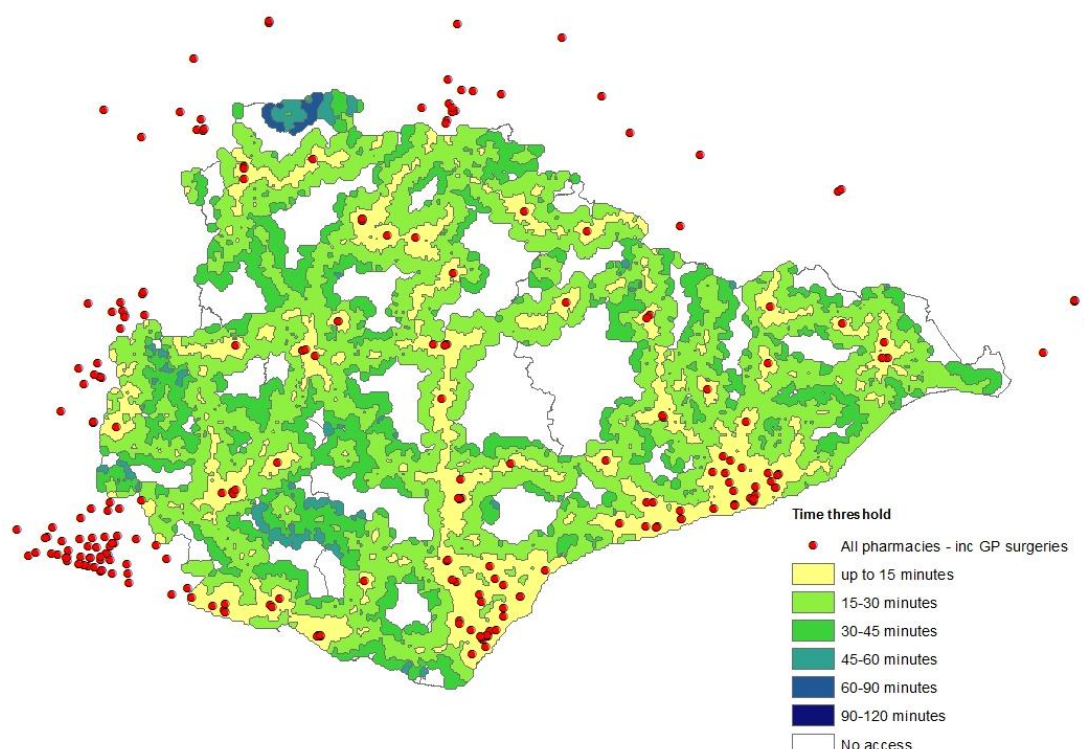 Time threshold
All pharmacies - inc GP surgeries
up to 15 minutes
15-30 minutes
30-45 minutes
45-60 minutes
60-90 minutes
90-120 minutes
No access